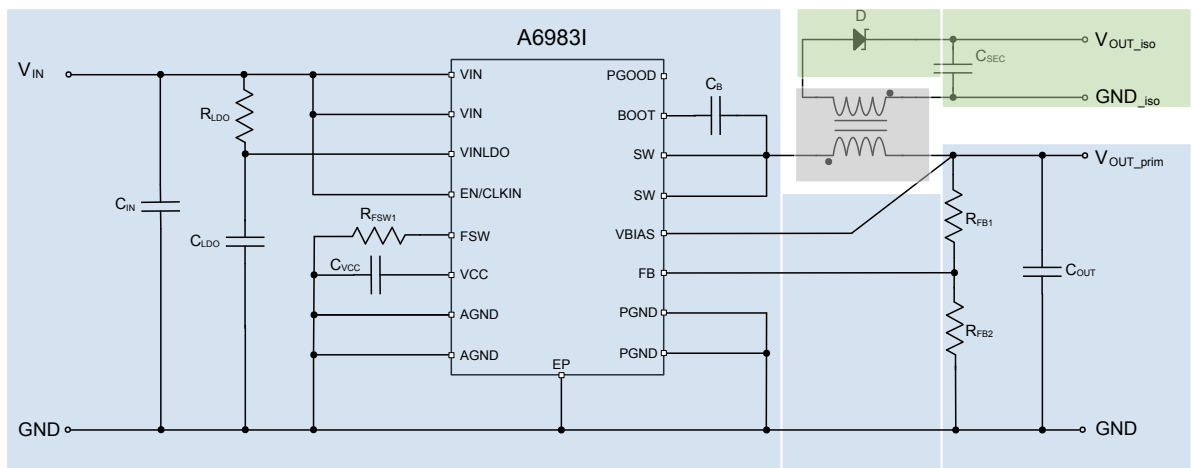 A6983I
D
V_OUT_iso
C_SEC
GND_iso
V_IN
VIN
PGOOD
C_B
R_LDO
VIN
BOOT
VINLDO
SW
V_OUT_prim
EN/CLKIN
SW
C_IN
R_FSW1
R_FB1
C_LDO
FSW
VBIAS
C_VCC
VCC
FB
C_OUT
AGND
PGND
R_FB2
AGND
PGND
EP
GND
GND